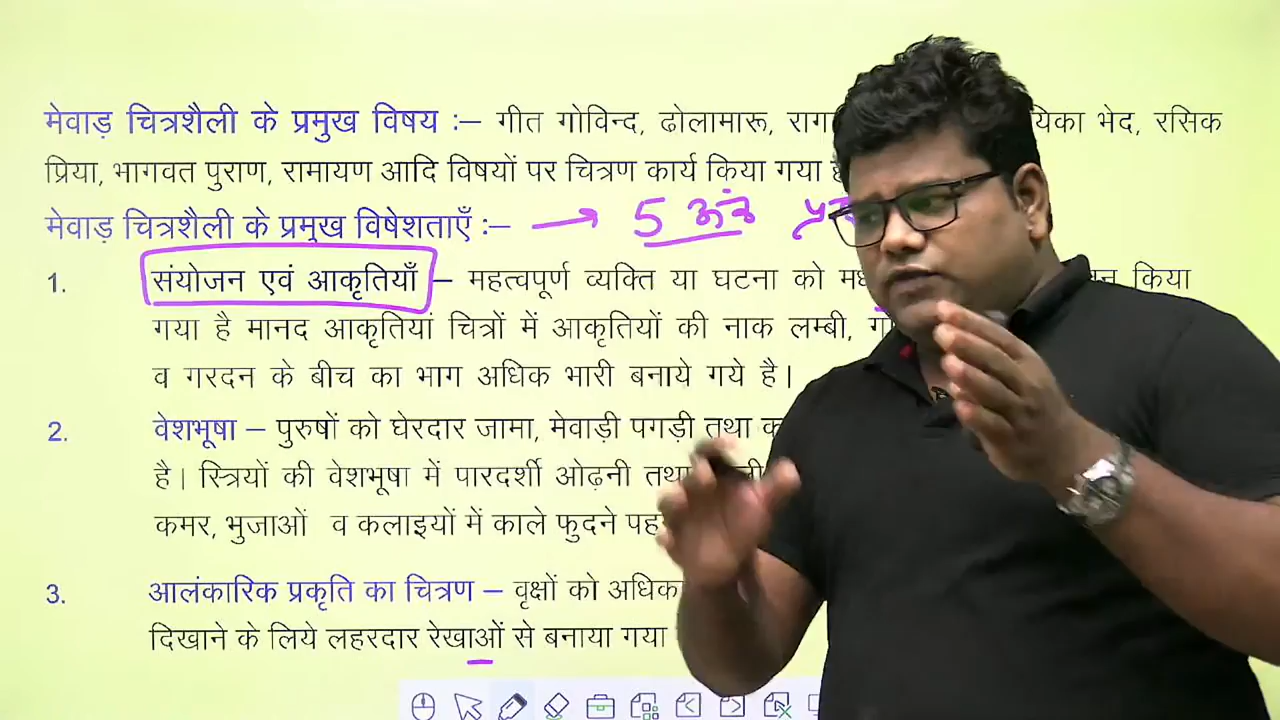 मेवाड़ चित्रशैली के प्रमुख विषय :– गीत गोविन्द, ढोलामारू, भेद, रसिक
प्रिया, भागवत पुराण, रामायण आदि विषयों पर चित्रण कार्य किया गया
मेवाड़ चित्रशैली के प्रमुख विषेशताएँ :– → 5
1. संयोजन एवं आकृतियाँ – महत्वपूर्ण व्यक्ति या घटना को किया
गया है मानद आकृतियां चित्रों में आकृतियों की नाक लम्बी,
व गरदन के बीच का भाग अधिक भारी बनाये गये है।
2. वेशभूषा – पुरुषों को घेरदार जामा, मेवाड़ी पगड़ी तथा
है। स्त्रियों की वेशभूषा में पारदर्शी ओढ़नी
कमर, भुजाओं व कलाइयों में काले फुदने
3. आलंकारिक प्रकृति का चित्रण – वृक्षों को
दिखाने के लिये लहरदार रेखाओं से बनाया गया